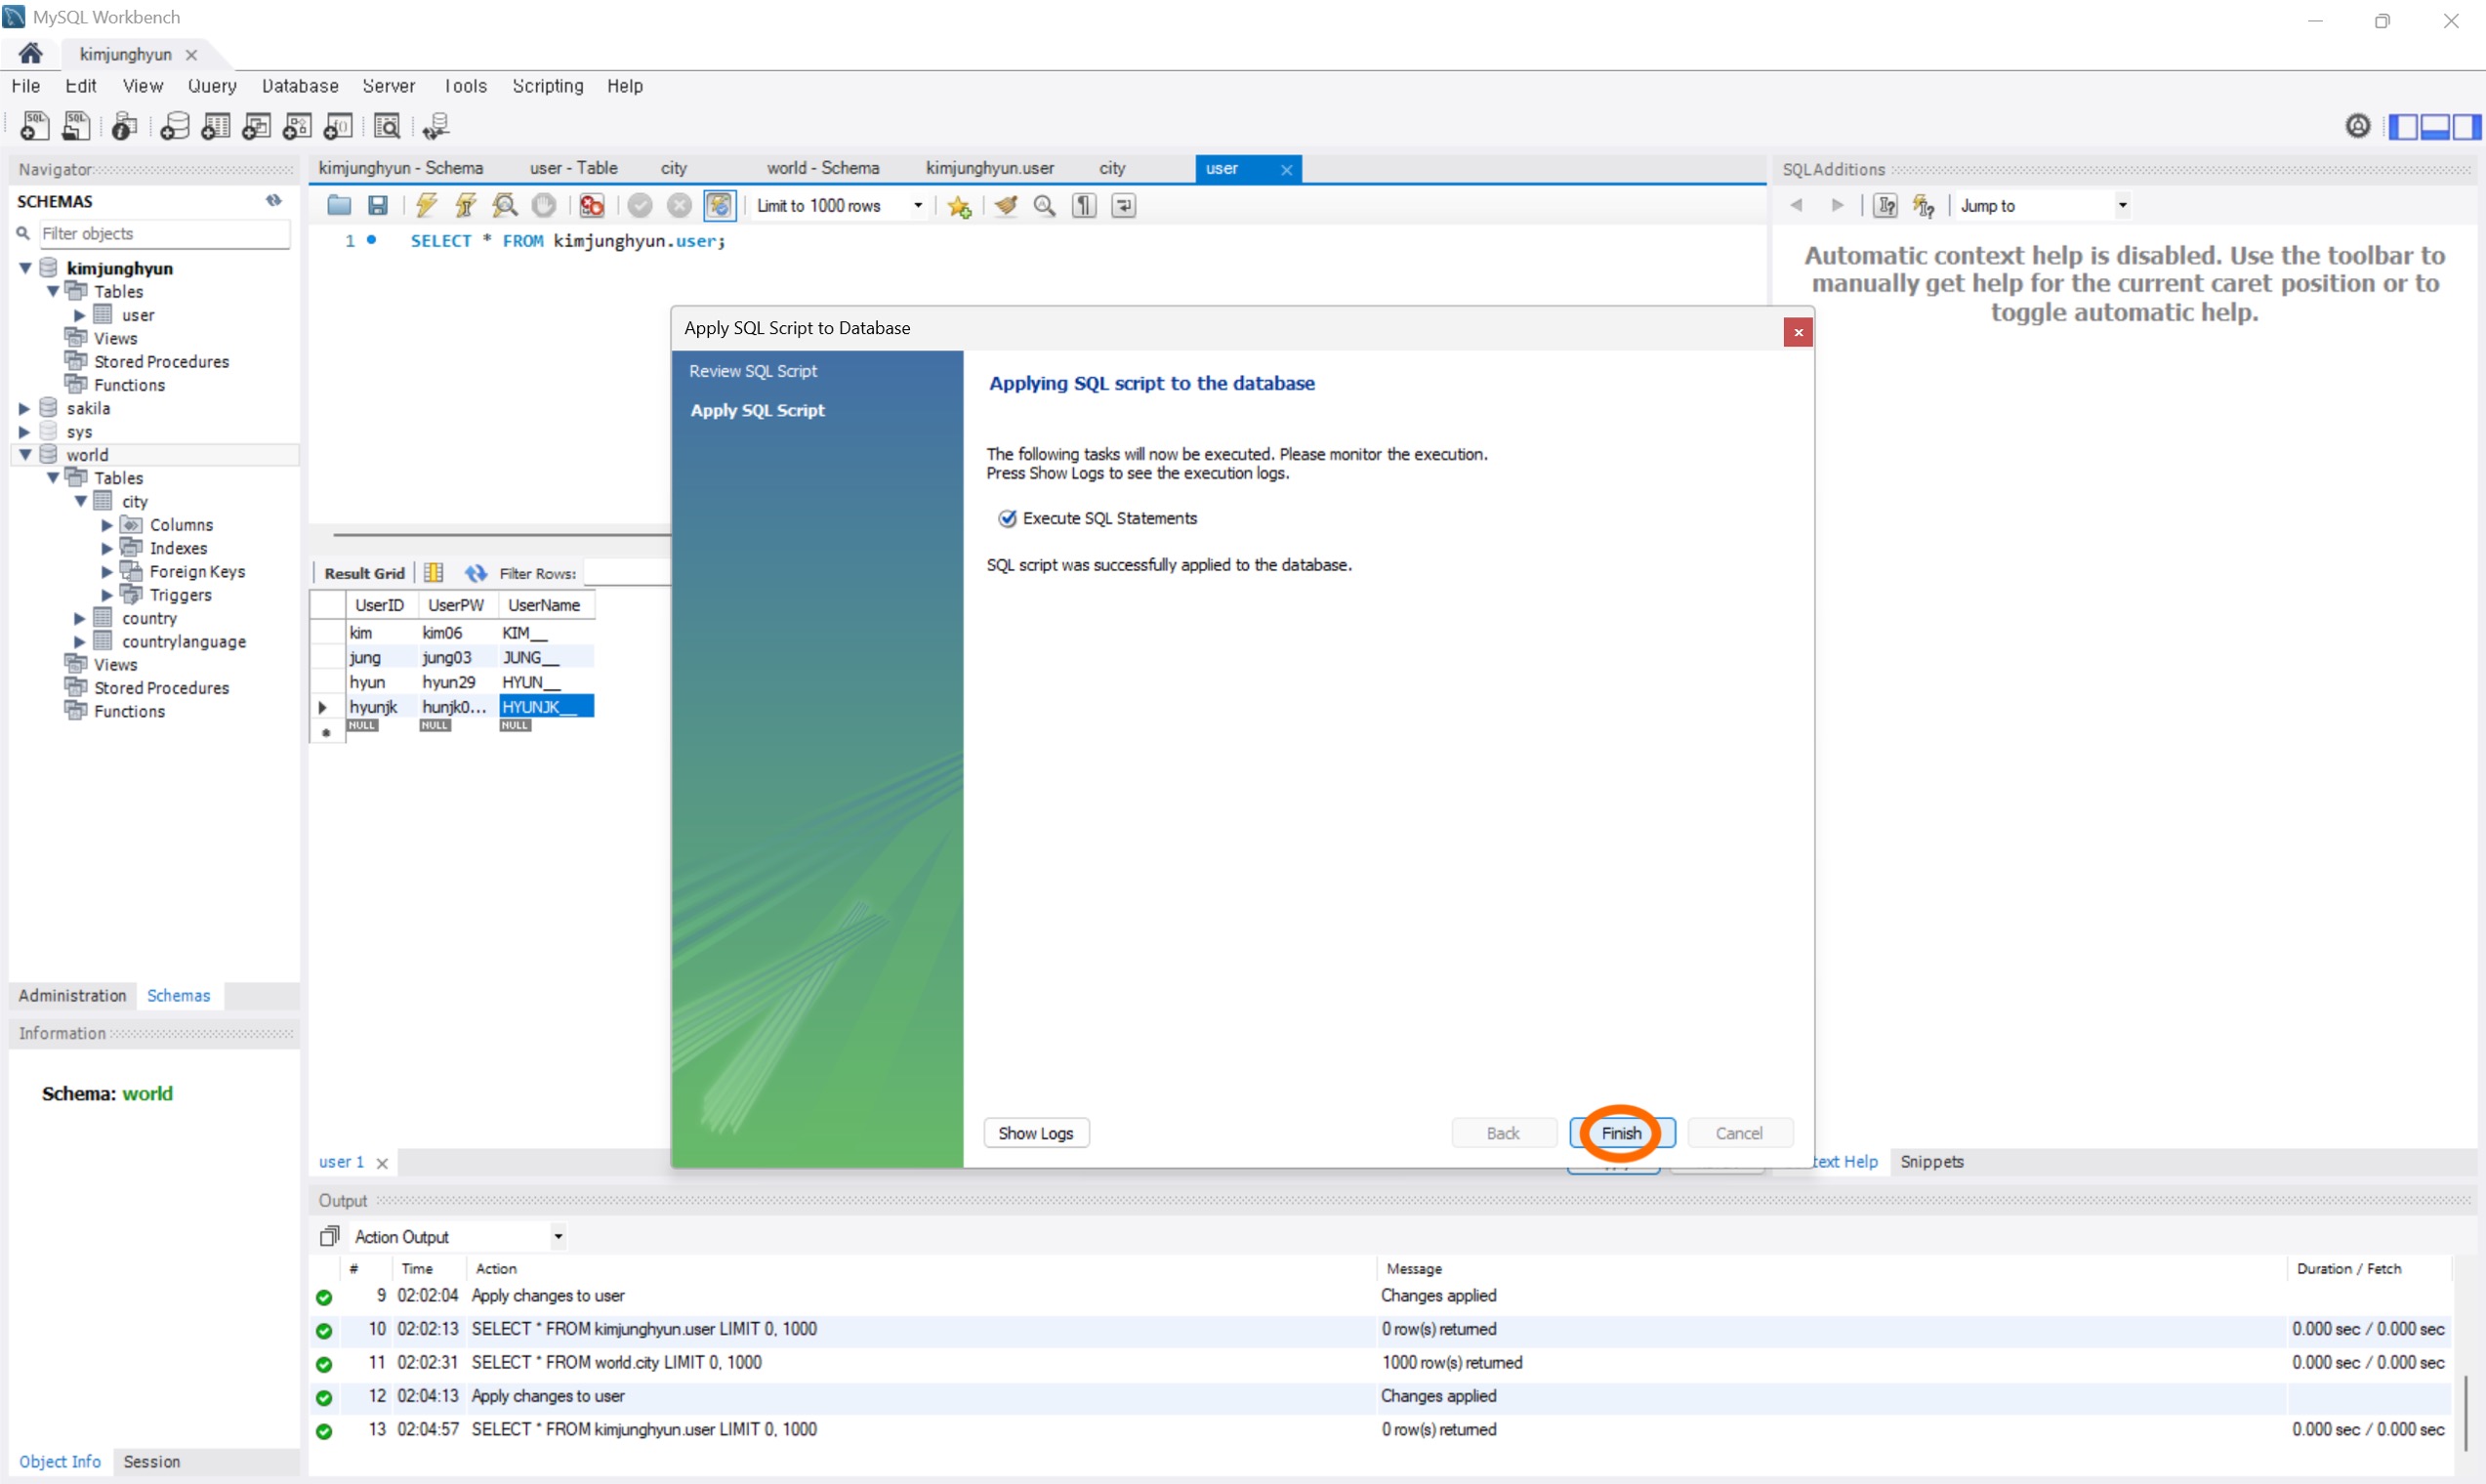 MySQL Workbench
kimjunghyun
File Edit View Query Database Server Tools Scripting Help
Navigator
SCHEMAS
Filter objects
kimjunghyun
Tables
user
Views
Stored Procedures
Functions
sakila
sys
world
Tables
city
Columns
Indexes
Foreign Keys
Triggers
country
countrylanguage
Views
Stored Procedures
Functions
Administration Schemas
Information
Schema: world
Object Info Session
kimjunghyun - Schema user - Table city world - Schema kimjunghyun.user city user
Limit to 1000 rows
1 SELECT * FROM kimjunghyun.user;
Result Grid Filter Rows:
UserID UserPW UserName
kim kim06 KIM__
jung jung03 JUNG__
hyun hyun29 HYUN__
hyunjk hunjk0... HYUNJK__
NULL NULL NULL
user 1
Apply SQL Script to Database
Review SQL Script
Apply SQL Script
Applying SQL script to the database
The following tasks will now be executed. Please monitor the execution.
Press Show Logs to see the execution logs.
Execute SQL Statements
SQL script was successfully applied to the database.
Show Logs Back Finish Cancel
SQLAdditions
Jump to
Automatic context help is disabled. Use the toolbar to
manually get help for the current caret position or to
toggle automatic help.
text Help Snippets
Output
Action Output
# Time Action Message Duration / Fetch
9 02:02:04 Apply changes to user Changes applied
10 02:02:13 SELECT * FROM kimjunghyun.user LIMIT 0, 1000 0 row(s) returned 0.000 sec / 0.000 sec
11 02:02:31 SELECT * FROM world.city LIMIT 0, 1000 1000 row(s) returned 0.000 sec / 0.000 sec
12 02:04:13 Apply changes to user Changes applied
13 02:04:57 SELECT * FROM kimjunghyun.user LIMIT 0, 1000 0 row(s) returned 0.000 sec / 0.000 sec